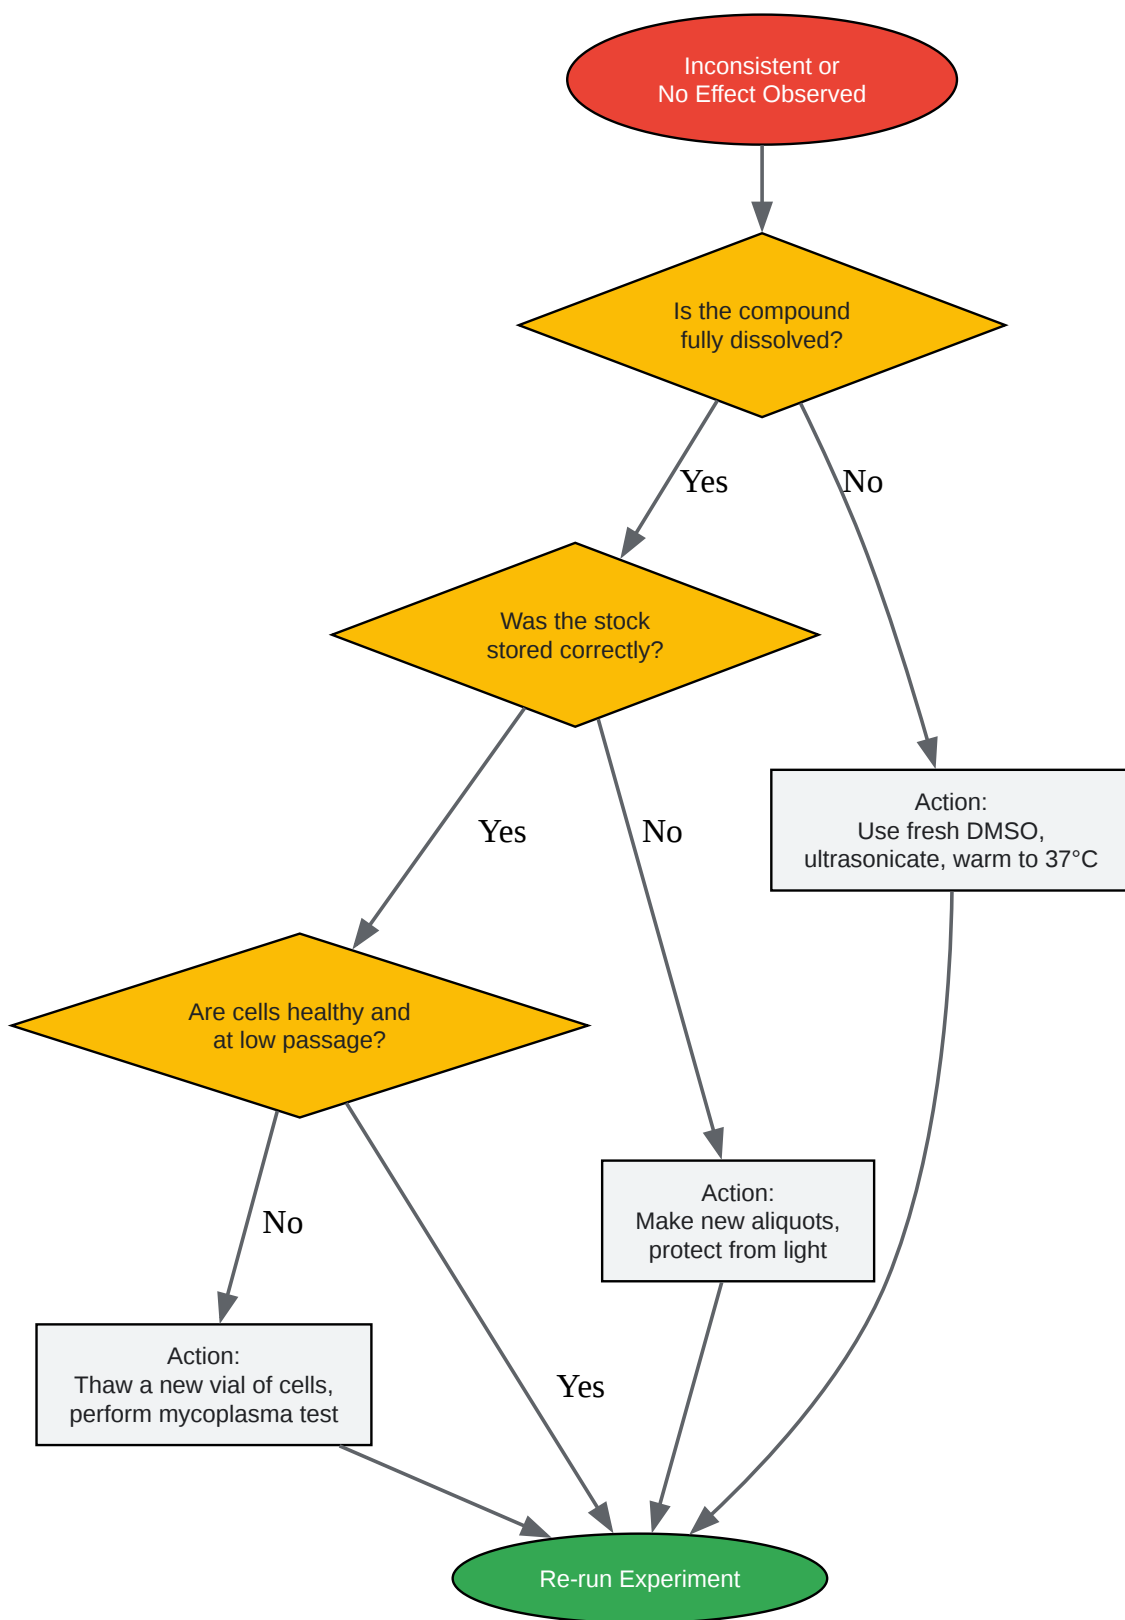 Inconsistent or
No Effect Observed
Is the compound
fully dissolved?
Yes
No
Was the stock
stored correctly?
Yes
No
Action:
Use fresh DMSO,
ultrasonicate, warm to 37°C
Are cells healthy and
at low passage?
No
Yes
Action:
Make new aliquots,
protect from light
Action:
Thaw a new vial of cells,
perform mycoplasma test
Re-run Experiment